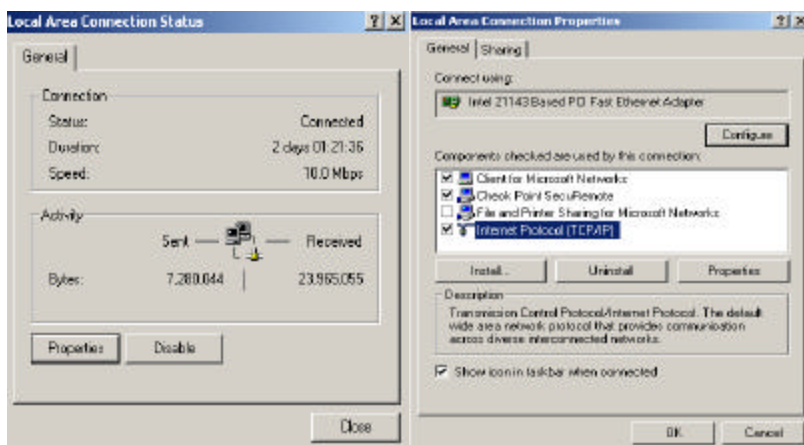 Local Area Connection Status
General
Connection
Status: Connected
Duration: 2 days 01:21:36
Speed: 10.0 Mbps
Activity
Sent — — Received
Bytes: 7,280,044 | 23,965,055
Properties Disable
Close
Local Area Connection Properties
General Sharing
Connect using:
Intel 21143 Based PCI Fast Ethernet Adapter
Configure
Components checked are used by this connection:
Client for Microsoft Networks
Check Point SecuRemote
File and Printer Sharing for Microsoft Networks
Internet Protocol (TCP/IP)
Install... Uninstall Properties
Description
Transmission Control Protocol/Internet Protocol. The default
wide area network protocol that provides communication
across diverse interconnected networks.
Show icon in taskbar when connected
OK Cancel